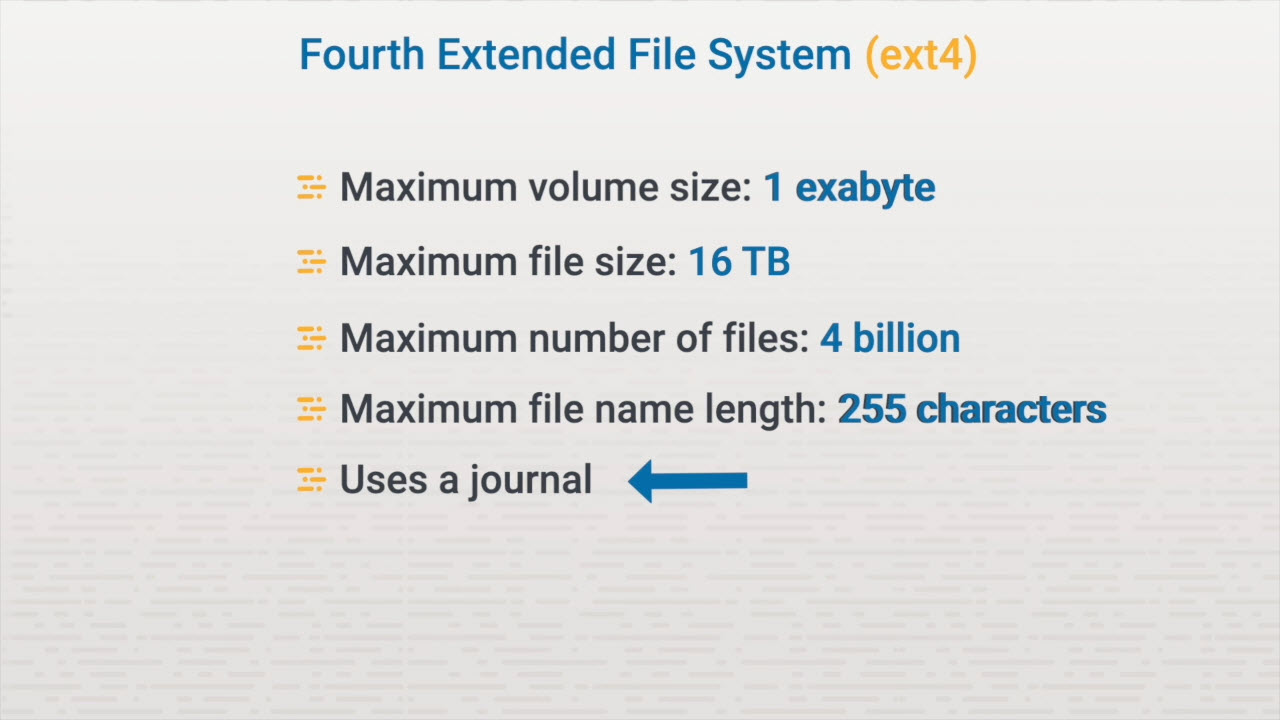 Fourth Extended File System (ext4)
Maximum volume size: 1 exabyte
Maximum file size: 16 TB
Maximum number of files: 4 billion
Maximum file name length: 255 characters
Uses a journal